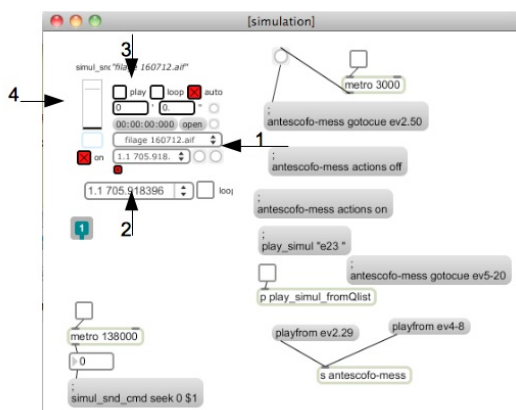 [simulation]
3
simul_snd "filage 160712.aif"
4
play loop auto
0 ' 0. "
00:00:00:000 open
filage 160712.aif
1
on 1.1 705.918.
1.1 705.918396 loop
2
1
metro 138000
0
;
simul_snd_cmd seek 0 $1
metro 3000
;
antescofo-mess gotocue ev2.50
;
antescofo-mess actions off
;
antescofo-mess actions on
;
play_simul "e23 "
;
antescofo-mess gotocue ev5-20
p play_simul_fromQlist
playfrom ev2.29
playfrom ev4-8
s antescofo-mess